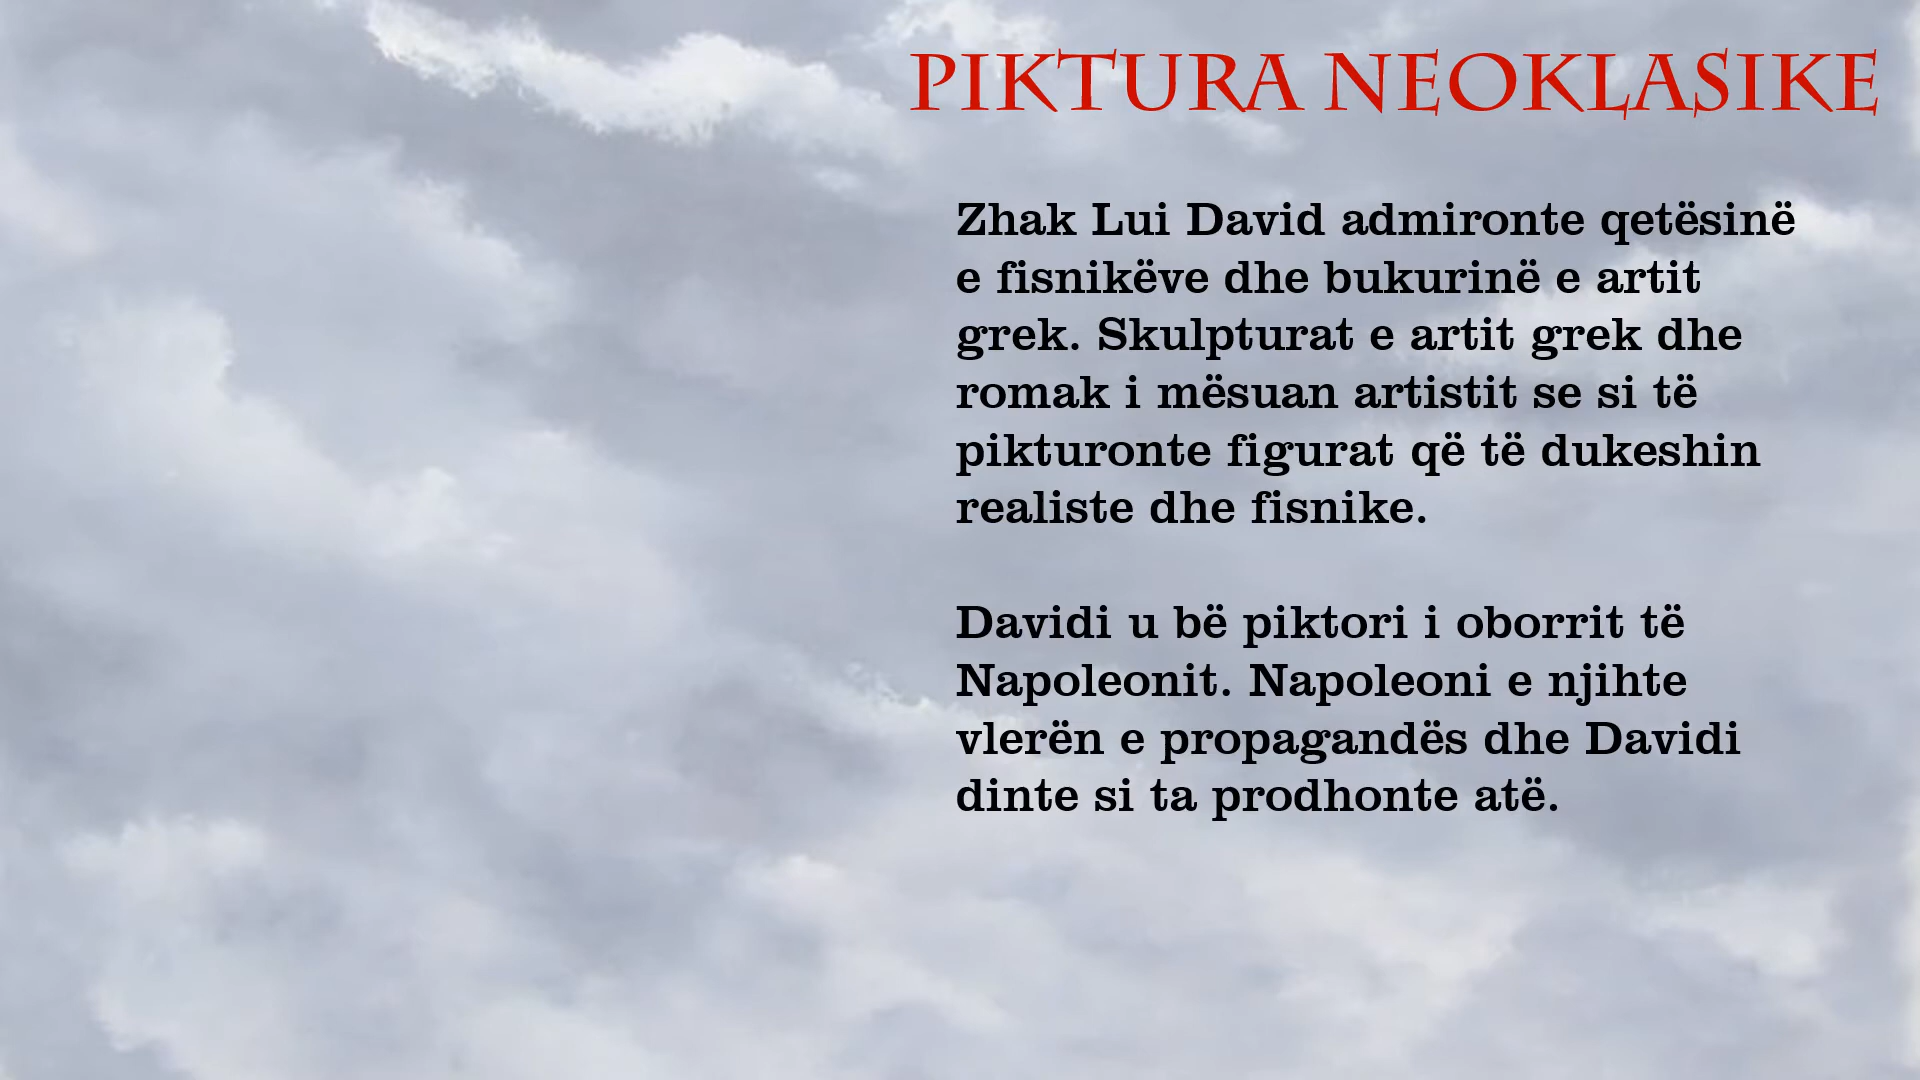 PIKTURA NEOKLASIKE
Zhak Lui David admironte qetësinë
e fisnikëve dhe bukurinë e artit
grek. Skulpturat e artit grek dhe
romak i mësuan artistit se si të
pikturonte figurat që të dukeshin
realiste dhe fisnike.
Davidi u bë piktori i oborrit të
Napoleonit. Napoleoni e njihte
vlerën e propagandës dhe Davidi
dinte si ta prodhonte atë.